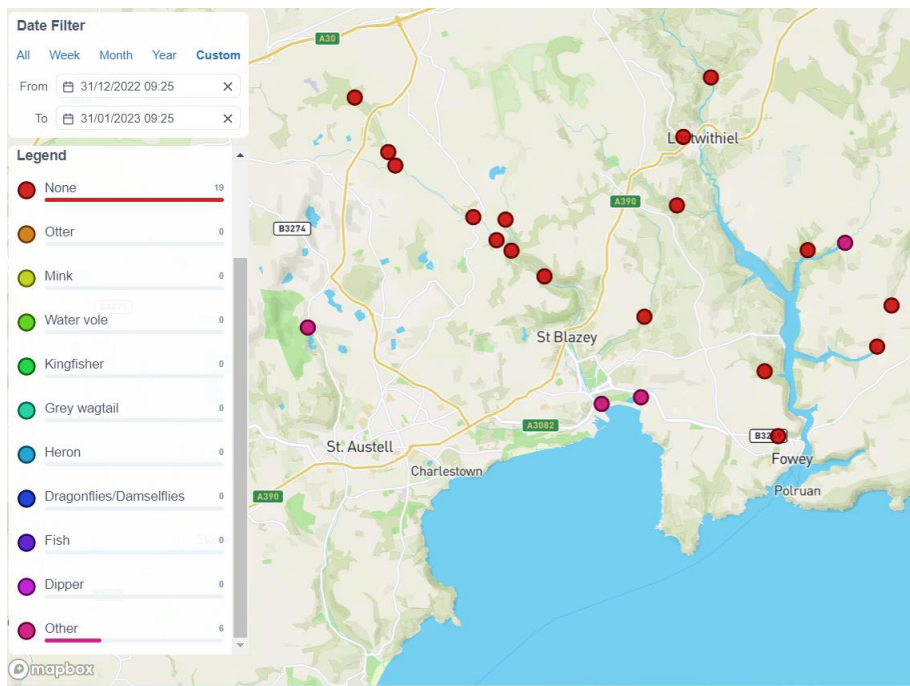 Date Filter
All Week Month Year Custom
From 31/12/2022 09:25
To 31/01/2023 09:25
Legend
None 19
Otter 0
Mink 0
Water vole 0
Kingfisher 0
Grey wagtail 0
Heron 0
Dragonflies/Damselflies 0
Fish 0
Dipper 0
Other 6
mapbox
A30
B3274
A390
St Blazey
A3082
St. Austell
Charlestown
A390
Fowey
Polruan